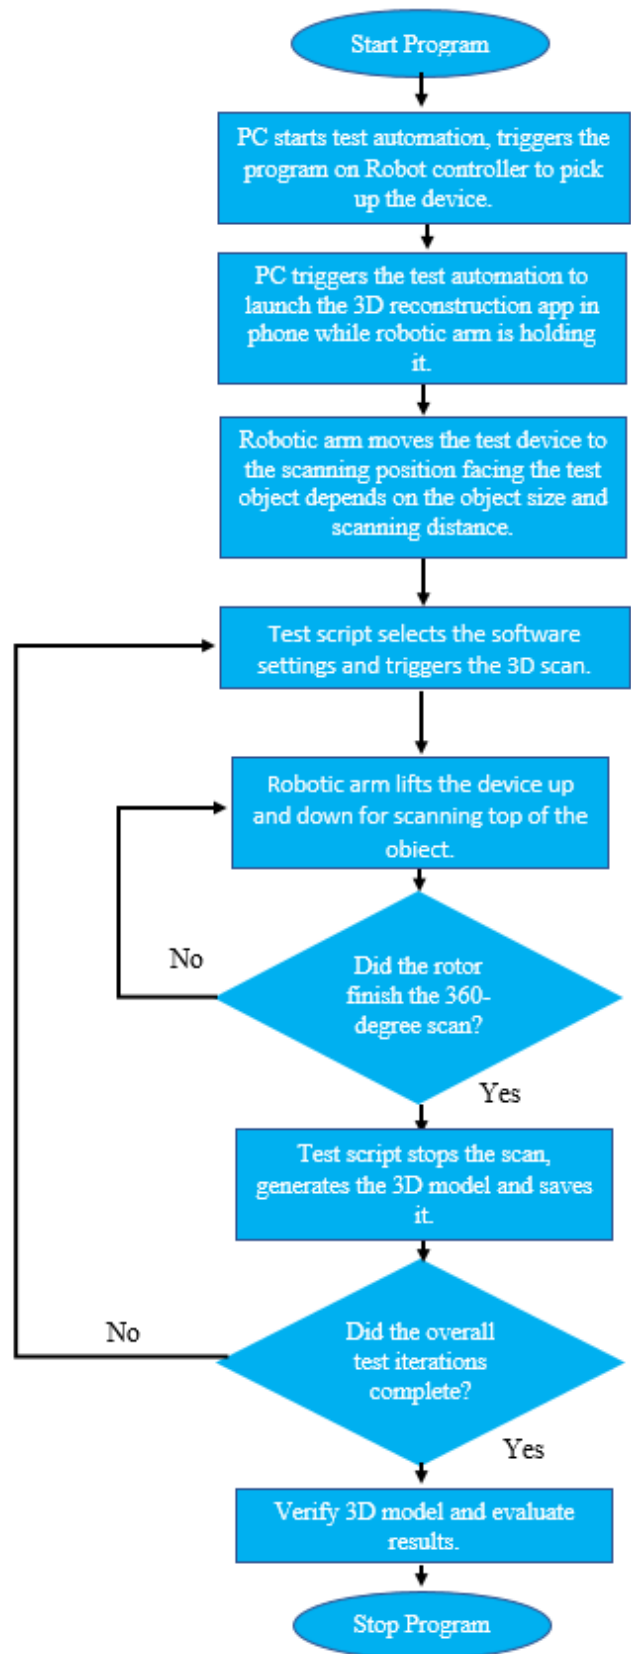 Start Program
PC starts test automation, triggers the
program on Robot controller to pick
up the device.
PC triggers the test automation to
launch the 3D reconstruction app in
phone while robotic arm is holding
it.
Robotic arm moves the test device to
the scanning position facing the test
object depends on the object size and
scanning distance.
Test script selects the software
settings and triggers the 3D scan.
Robotic arm lifts the device up
and down for scanning top of the
object.
No
Did the rotor
finish the 360-
degree scan?
Yes
Test script stops the scan,
generates the 3D model and saves
it.
No
Did the overall
test iterations
complete?
Yes
Verify 3D model and evaluate
results.
Stop Program